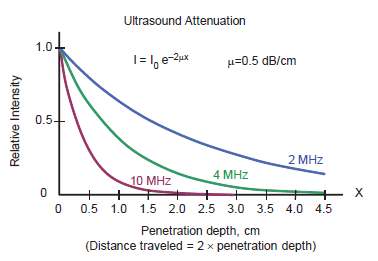 Ultrasound Attenuation
I = I₀ e⁻²μx
μ=0.5 dB/cm
Relative Intensity
1.0
0.5
0
2 MHz
4 MHz
10 MHz
X
0 0.5 1.0 1.5 2.0 2.5 3.0 3.5 4.0 4.5
Penetration depth, cm
(Distance traveled = 2 × penetration depth)